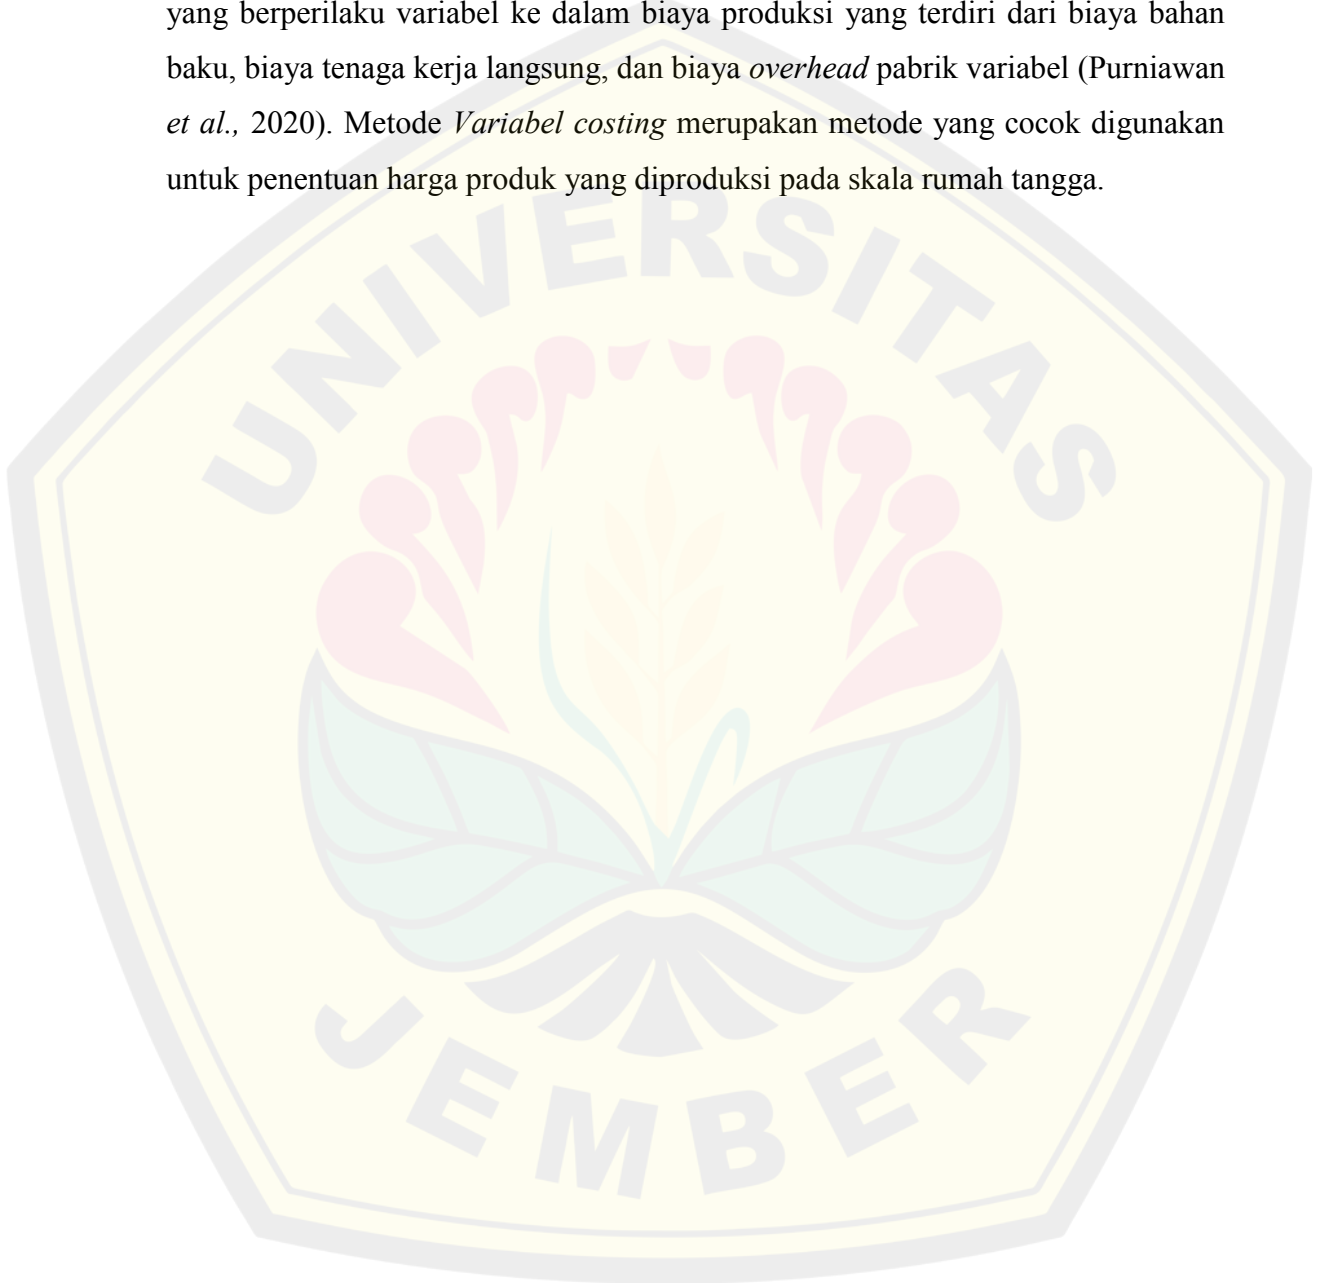 yang berperilaku variabel ke dalam biaya produksi yang terdiri dari biaya bahan
baku, biaya tenaga kerja langsung, dan biaya overhead pabrik variabel (Purniawan
et al., 2020). Metode Variabel costing merupakan metode yang cocok digunakan
untuk penentuan harga produk yang diproduksi pada skala rumah tangga.
UNIVERSITAS
JEMBER